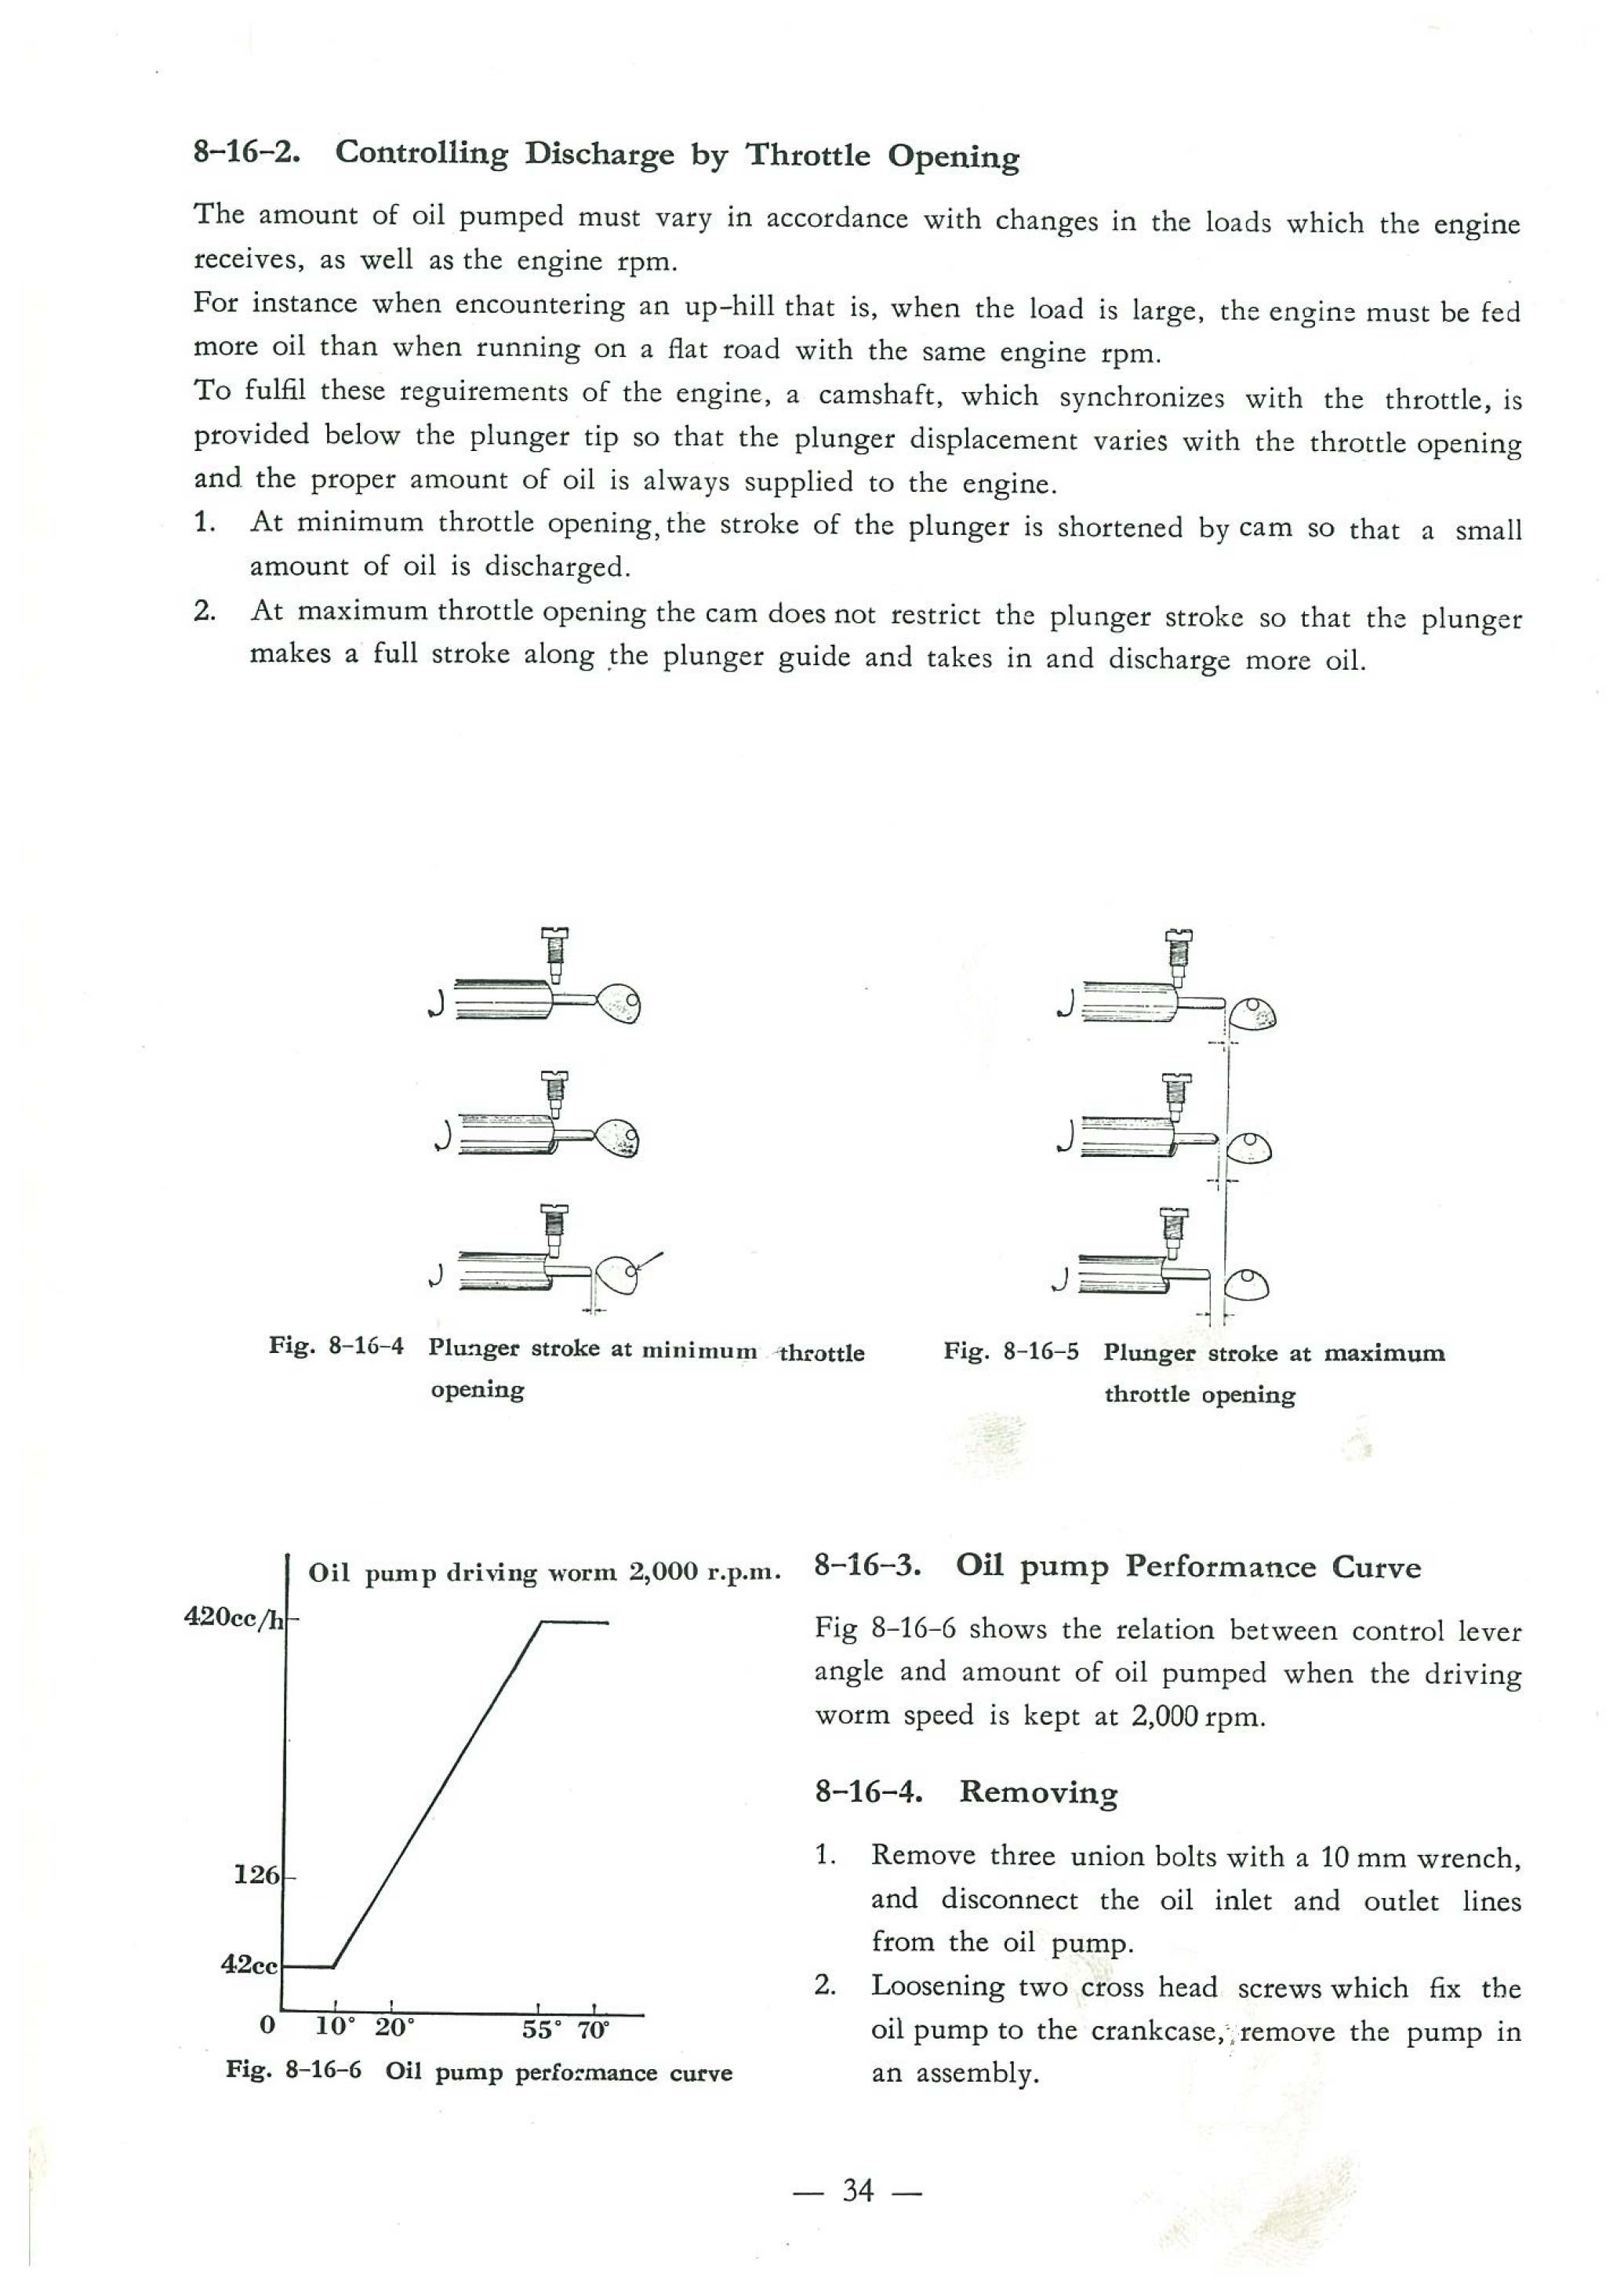 8-16-2. Controlling Discharge by Throttle Opening
The amount of oil pumped must vary in accordance with changes in the loads which the engine
receives, as well as the engine rpm.
For instance when encountering an up-hill that is, when the load is large, the engine must be fed
more oil than when running on a flat road with the same engine rpm.
To fulfil these reguirements of the engine, a camshaft, which synchronizes with the throttle, is
provided below the plunger tip so that the plunger displacement varies with the throttle opening
and the proper amount of oil is always supplied to the engine.
1. At minimum throttle opening, the stroke of the plunger is shortened by cam so that a small
amount of oil is discharged.
2. At maximum throttle opening the cam does not restrict the plunger stroke so that the plunger
makes a full stroke along the plunger guide and takes in and discharge more oil.
Fig. 8-16-4 Plunger stroke at minimum throttle
opening
Fig. 8-16-5 Plunger stroke at maximum
throttle opening
Oil pump driving worm 2,000 r.p.m.
420cc/h
126
42cc
0 10° 20° 55° 70°
Fig. 8-16-6 Oil pump performance curve
8-16-3. Oil pump Performance Curve
Fig 8-16-6 shows the relation between control lever
angle and amount of oil pumped when the driving
worm speed is kept at 2,000 rpm.
8-16-4. Removing
1. Remove three union bolts with a 10 mm wrench,
and disconnect the oil inlet and outlet lines
from the oil pump.
2. Loosening two cross head screws which fix the
oil pump to the crankcase, remove the pump in
an assembly.
— 34 —